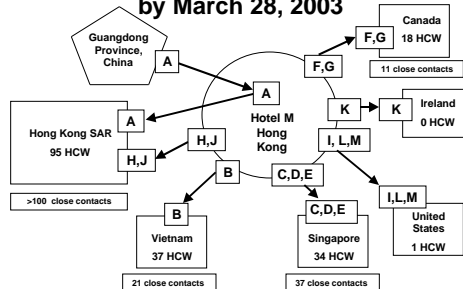 by March 28, 2003
Guangdong
Province,
China
A
A
Hotel M
Hong
Kong
F,G
F,G
Canada
18 HCW
11 close contacts
K
K
Ireland
0 HCW
A
Hong Kong SAR
95 HCW
H,J
H,J
>100 close contacts
I, L,M
I,L,M
United
States
1 HCW
B
B
Vietnam
37 HCW
21 close contacts
C,D,E
C,D,E
Singapore
34 HCW
37 close contacts